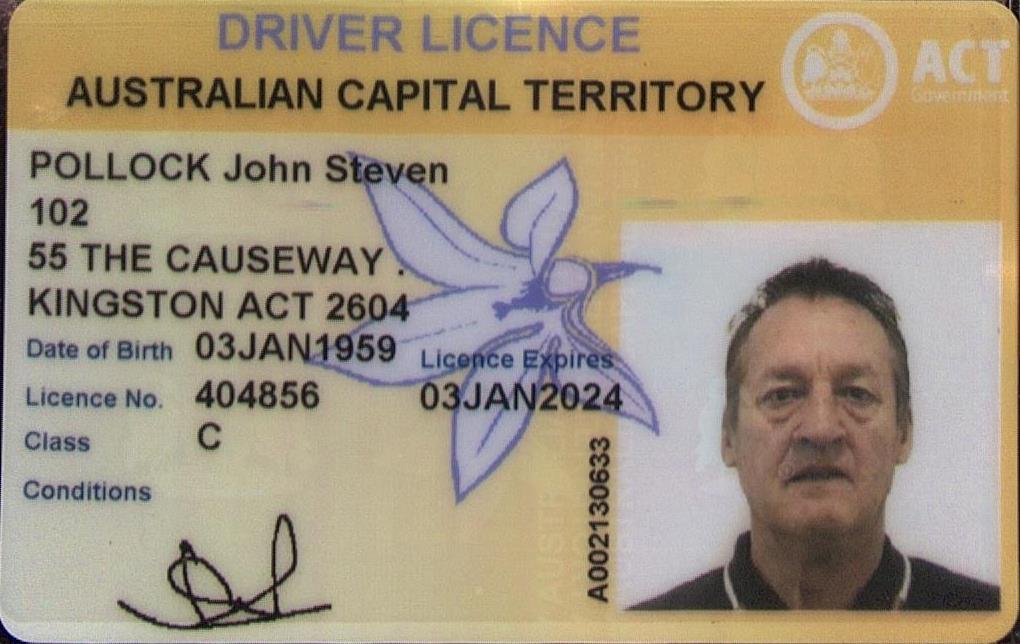 DRIVER LICENCE
AUSTRALIAN CAPITAL TERRITORY
ACT
Government
POLLOCK John Steven
102
55 THE CAUSEWAY .
KINGSTON ACT 2604
Date of Birth 03JAN1959
Licence Expires
Licence No. 404856 03JAN2024
Class C
Conditions
A002130633